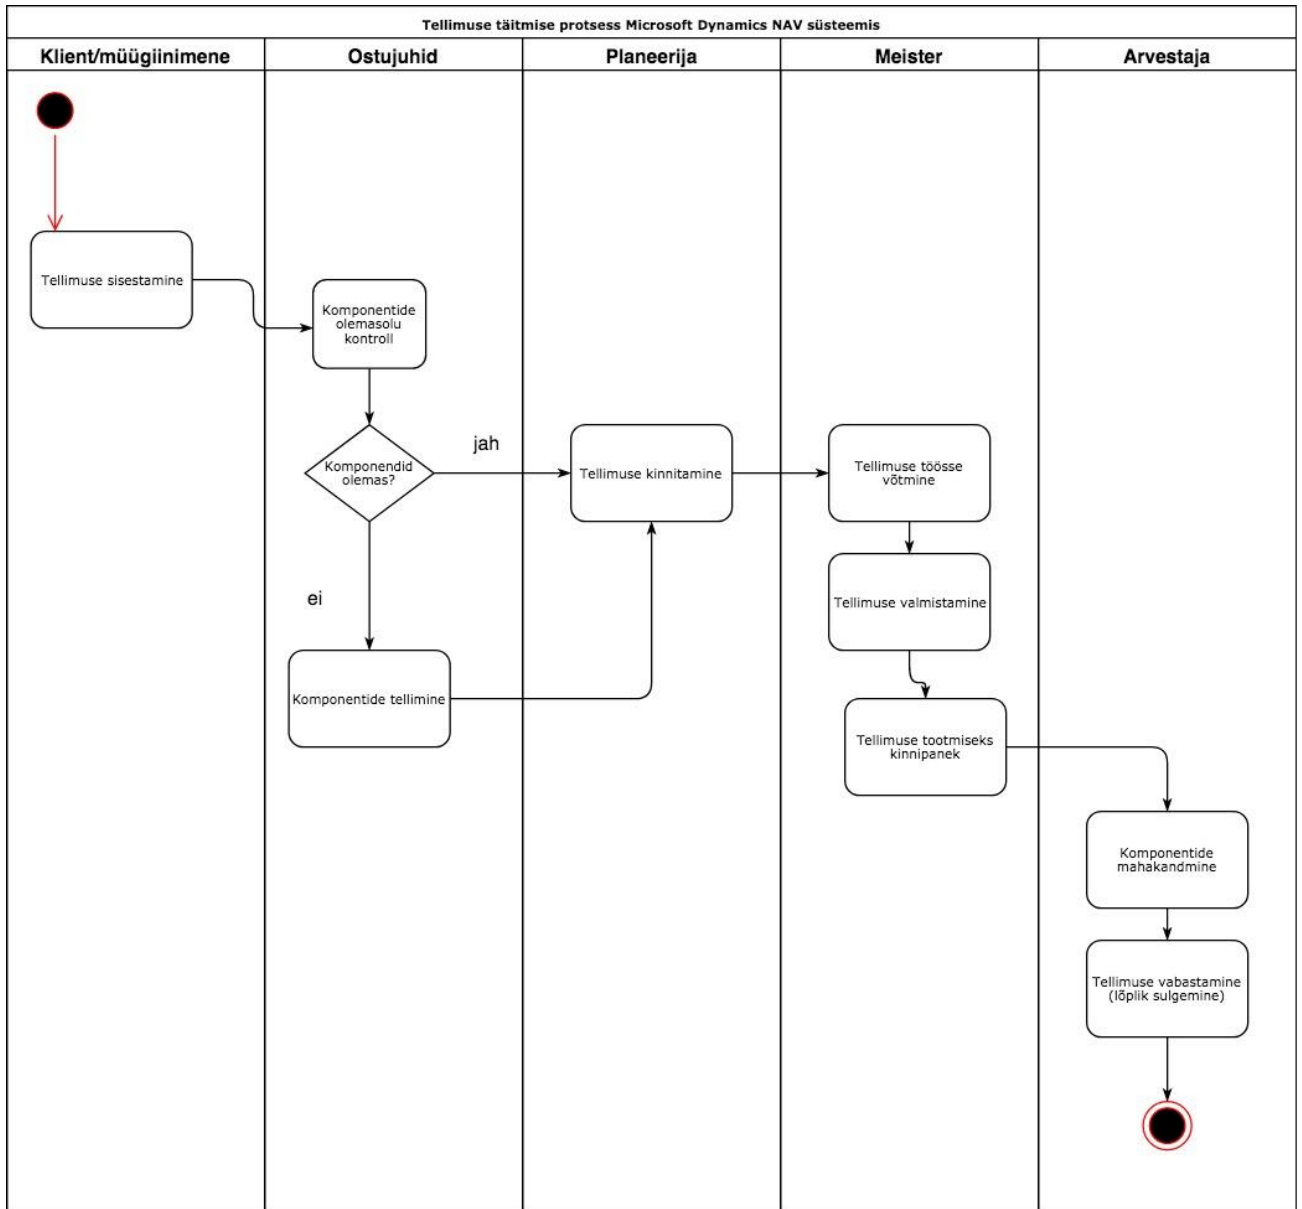 Tellimuse täitmise protsess Microsoft Dynamics NAV süsteemis
Klient/müügiinimene
Ostujuhid
Planeerija
Meister
Arvestaja
Tellimuse sisestamine
Komponentide
olemasolu
kontroll
Komponendid
olemas?
jah
ei
Komponentide tellimine
Tellimuse kinnitamine
Tellimuse töösse
võtmine
Tellimuse valmistamine
Tellimuse tootmiseks
kinnipanek
Komponentide
mahakandmine
Tellimuse vabastamine
(lõplik sulgemine)